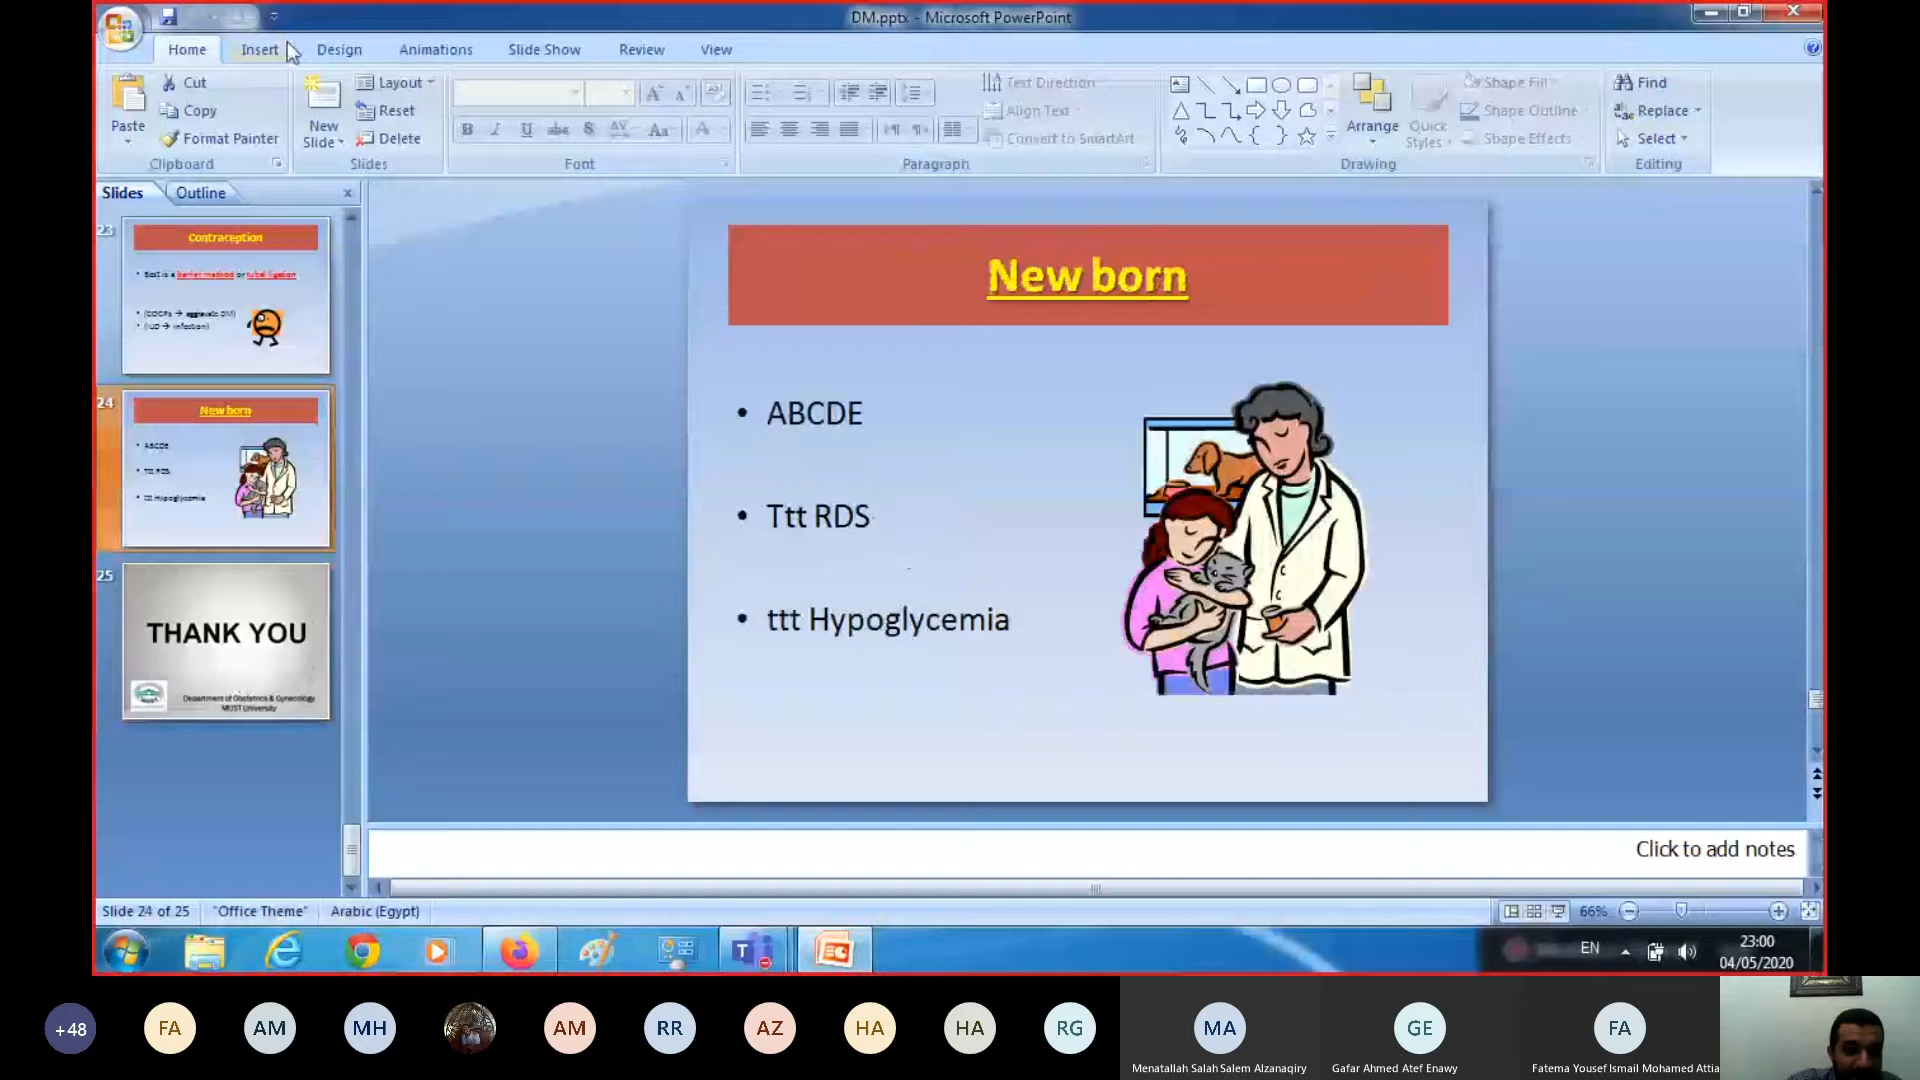 DM.pptx - Microsoft PowerPoint
Home Insert Design Animations Slide Show Review View
Paste
Cut
Copy
Format Painter
Clipboard
New Slide
Layout
Reset
Delete
Slides
Font
Text Direction
Align Text
Convert to SmartArt
Paragraph
Arrange
Quick Styles
Shape Fill
Shape Outline
Shape Effects
Drawing
Find
Replace
Select
Editing
Slides Outline
23
Contraception
Best is a barrier method or tubal ligation
(COCPs → aggravate DM)
(IUD → infection)
24
New born
ABCDE
Ttt RDS
ttt Hypoglycemia
25
THANK YOU
Department of Obstetrics & Gynecology
MUST University
New born
• ABCDE
• Ttt RDS
• ttt Hypoglycemia
Click to add notes
Slide 24 of 25 "Office Theme" Arabic (Egypt) 66%
EN
23:00
04/05/2020
+48 FA AM MH AM RR AZ HA HA RG MA GE FA
Menatallah Salah Salem Alzanaqiry Gafar Ahmed Atef Enawy Fatema Yousef Ismail Mohamed Attia